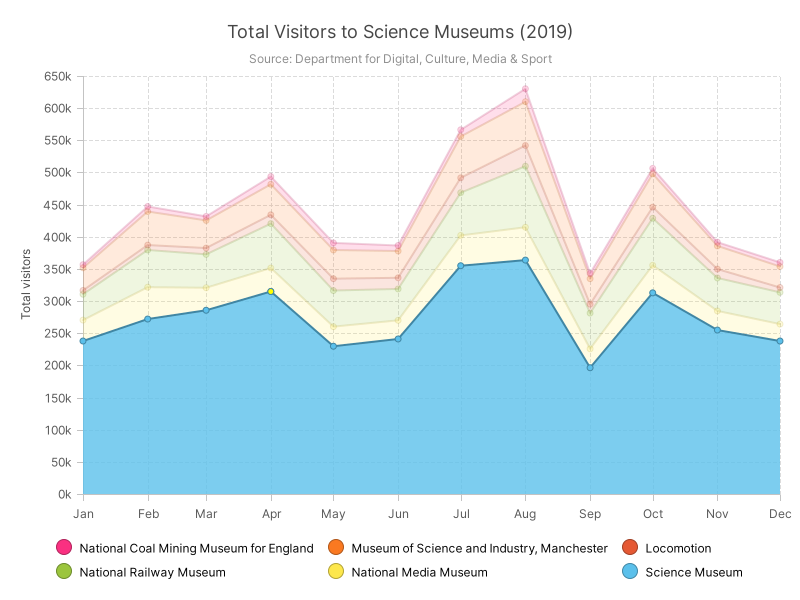 Total Visitors to Science Museums (2019)
Source: Department for Digital, Culture, Media & Sport
Total visitors
650k
600k
550k
500k
450k
400k
350k
300k
250k
200k
150k
100k
50k
0k
Jan Feb Mar Apr May Jun Jul Aug Sep Oct Nov Dec
National Coal Mining Museum for England Museum of Science and Industry, Manchester Locomotion
National Railway Museum National Media Museum Science Museum